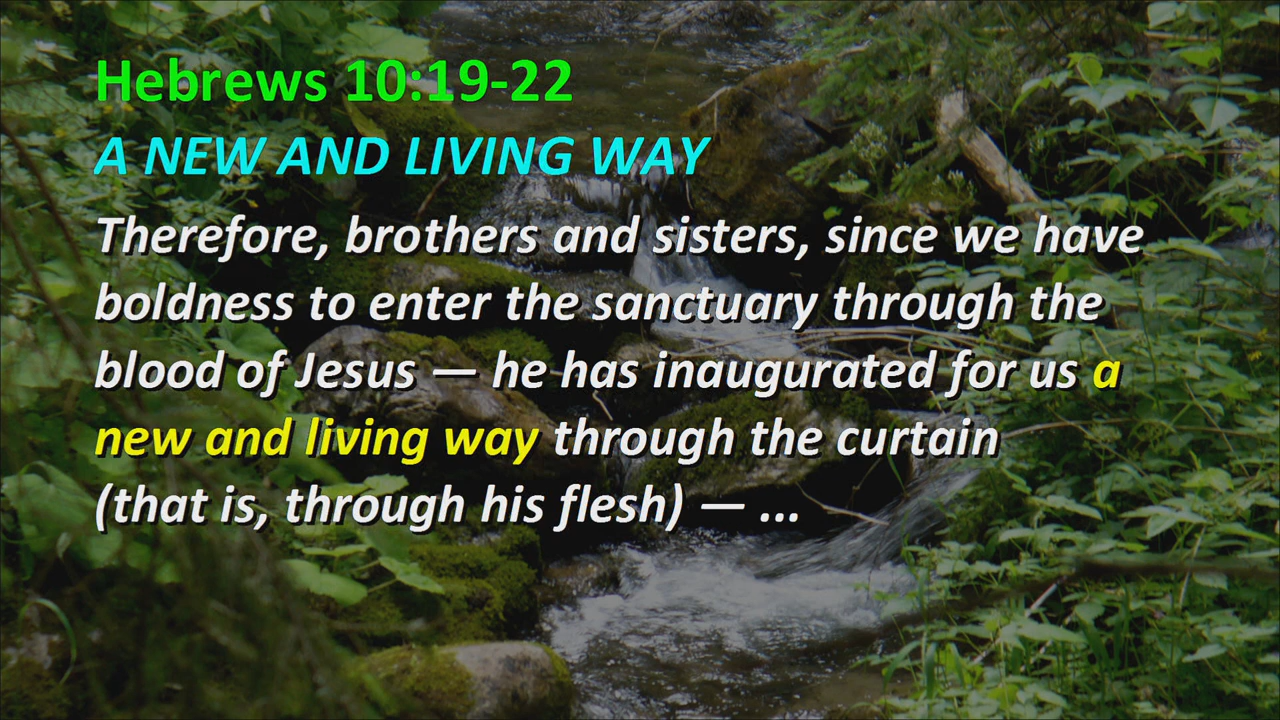 Hebrews 10:19-22
A NEW AND LIVING WAY
Therefore, brothers and sisters, since we have
boldness to enter the sanctuary through the
blood of Jesus — he has inaugurated for us a
new and living way through the curtain
(that is, through his flesh) — ...